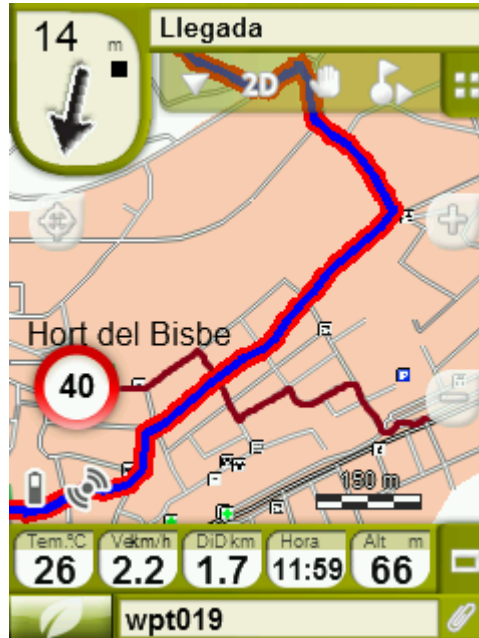 Llegada
14 m
2D
Hort del Bisbe
40
150 m
Tem.ºC
26
Vel km/h
2.2
DiD km
1.7
Hora
11:59
Alt m
66
wpt019